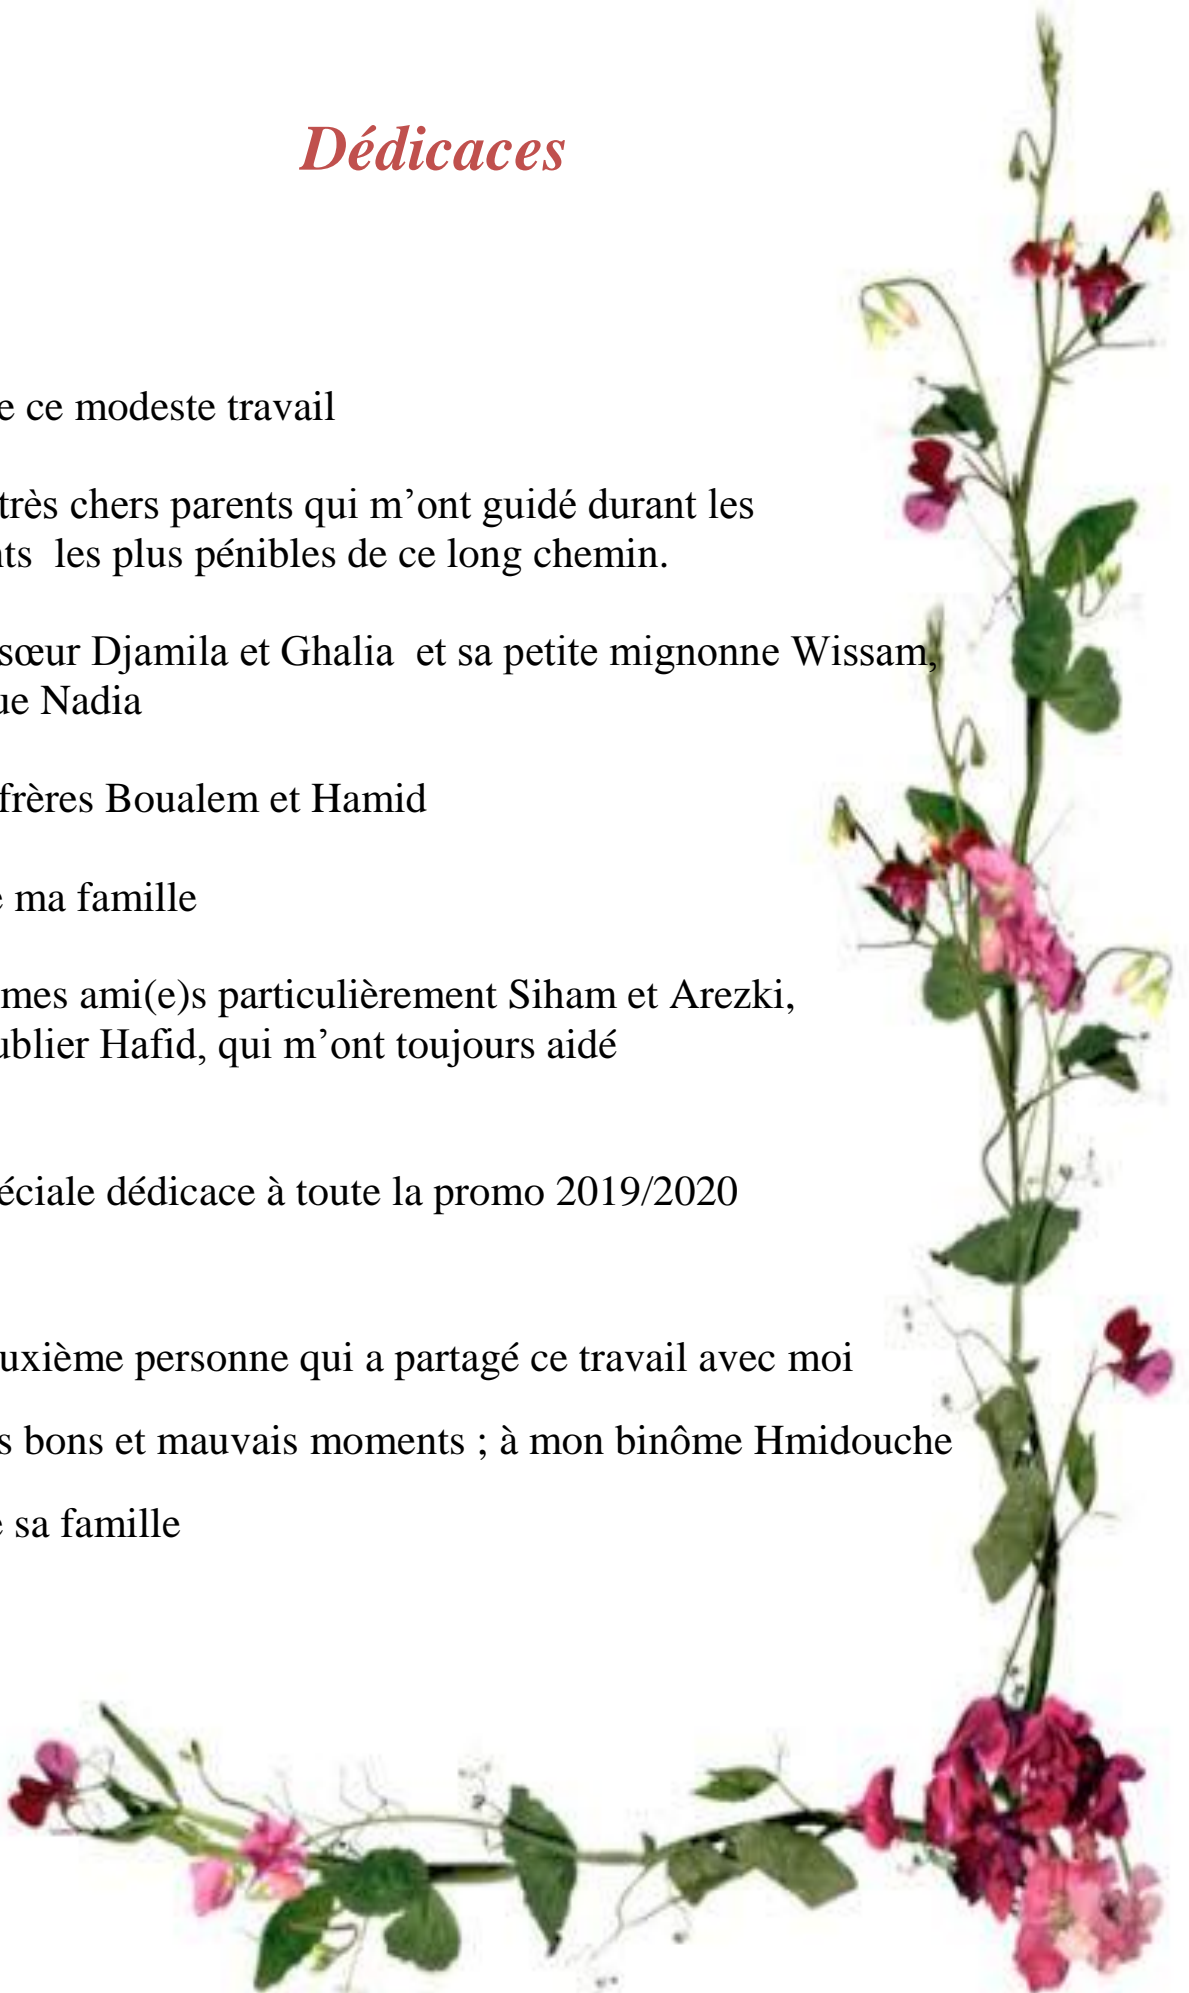 Dédicaces
e ce modeste travail
très chers parents qui m’ont guidé durant les
nts les plus pénibles de ce long chemin.
sœur Djamila et Ghalia et sa petite mignonne Wissam,
ue Nadia
frères Boualem et Hamid
e ma famille
mes ami(e)s particulièrement Siham et Arezki,
ublier Hafid, qui m’ont toujours aidé
éciale dédicace à toute la promo 2019/2020
uxième personne qui a partagé ce travail avec moi
s bons et mauvais moments ; à mon binôme Hmidouche
e sa famille